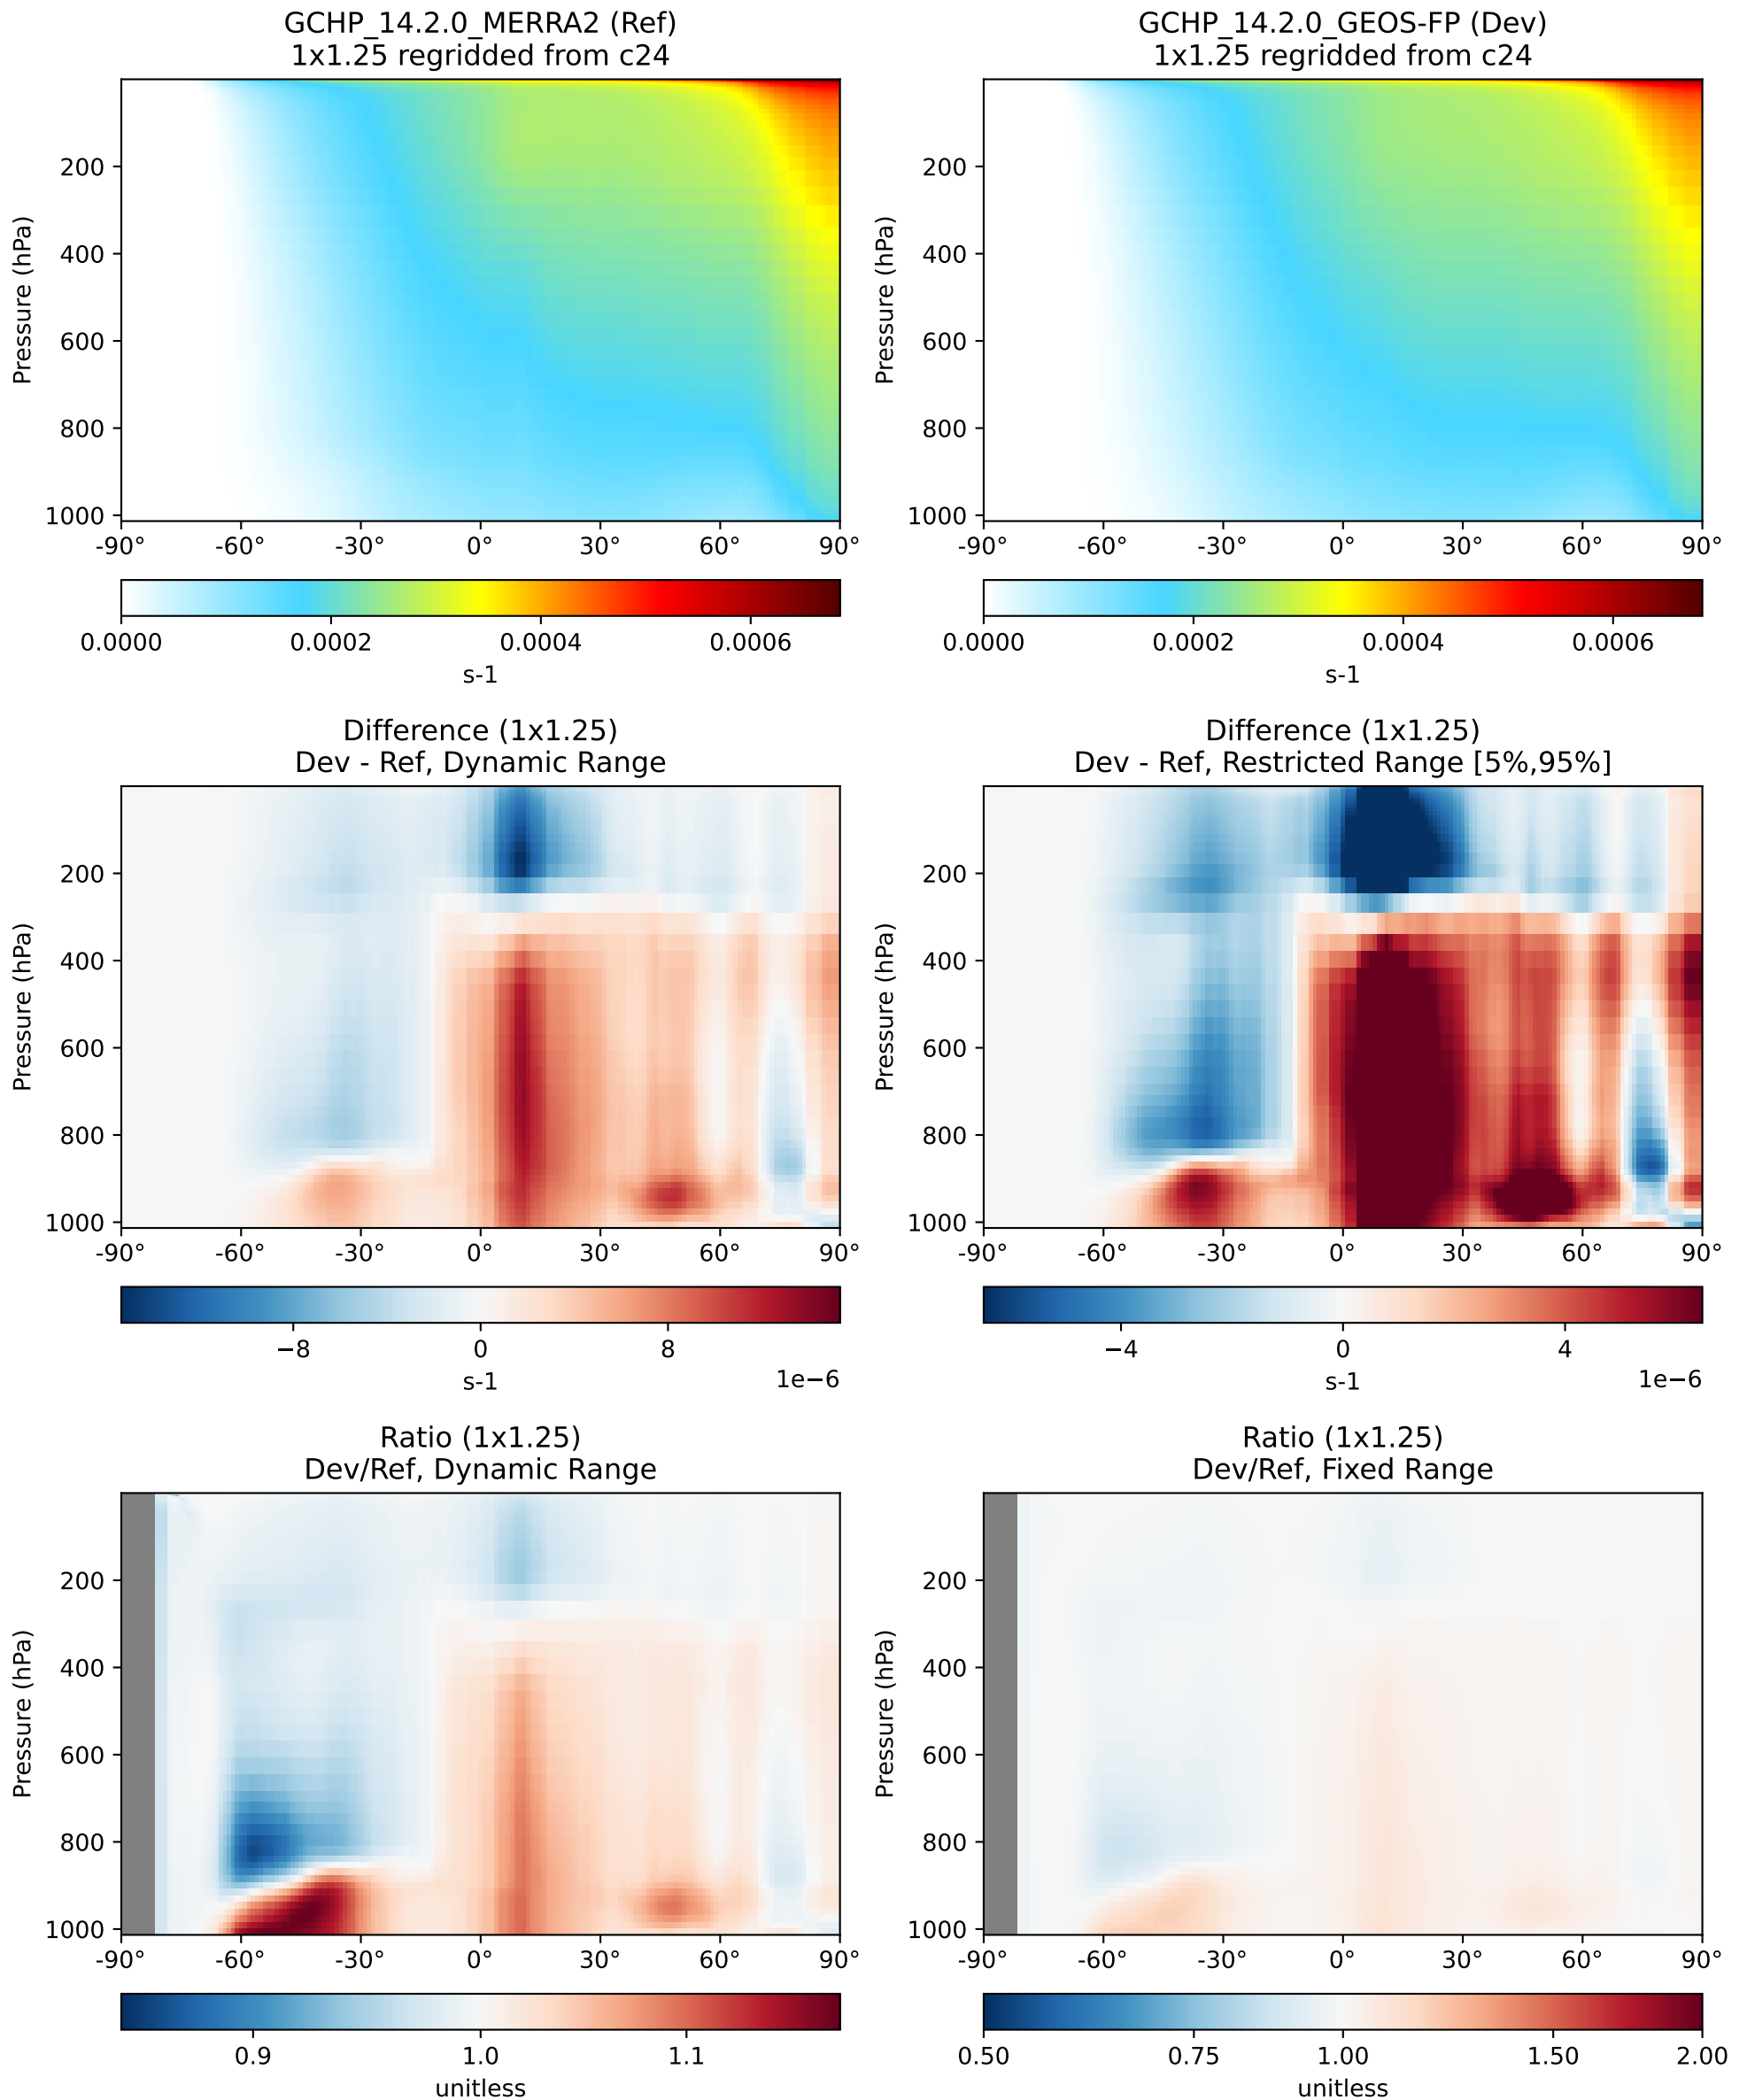 GCHP_14.2.0_MERRA2 (Ref)
1x1.25 regridded from c24
Pressure (hPa)
200
400
600
800
1000
-90° -60° -30° 0° 30° 60° 90°
0.0000 0.0002 0.0004 0.0006
s-1
GCHP_14.2.0_GEOS-FP (Dev)
1x1.25 regridded from c24
Pressure (hPa)
200
400
600
800
1000
-90° -60° -30° 0° 30° 60° 90°
0.0000 0.0002 0.0004 0.0006
s-1
Difference (1x1.25)
Dev - Ref, Dynamic Range
Pressure (hPa)
200
400
600
800
1000
-90° -60° -30° 0° 30° 60° 90°
−8 0 8
s-1 1e−6
Difference (1x1.25)
Dev - Ref, Restricted Range [5%,95%]
Pressure (hPa)
200
400
600
800
1000
-90° -60° -30° 0° 30° 60° 90°
−4 0 4
s-1 1e−6
Ratio (1x1.25)
Dev/Ref, Dynamic Range
Pressure (hPa)
200
400
600
800
1000
-90° -60° -30° 0° 30° 60° 90°
0.9 1.0 1.1
unitless
Ratio (1x1.25)
Dev/Ref, Fixed Range
Pressure (hPa)
200
400
600
800
1000
-90° -60° -30° 0° 30° 60° 90°
0.50 0.75 1.00 1.50 2.00
unitless